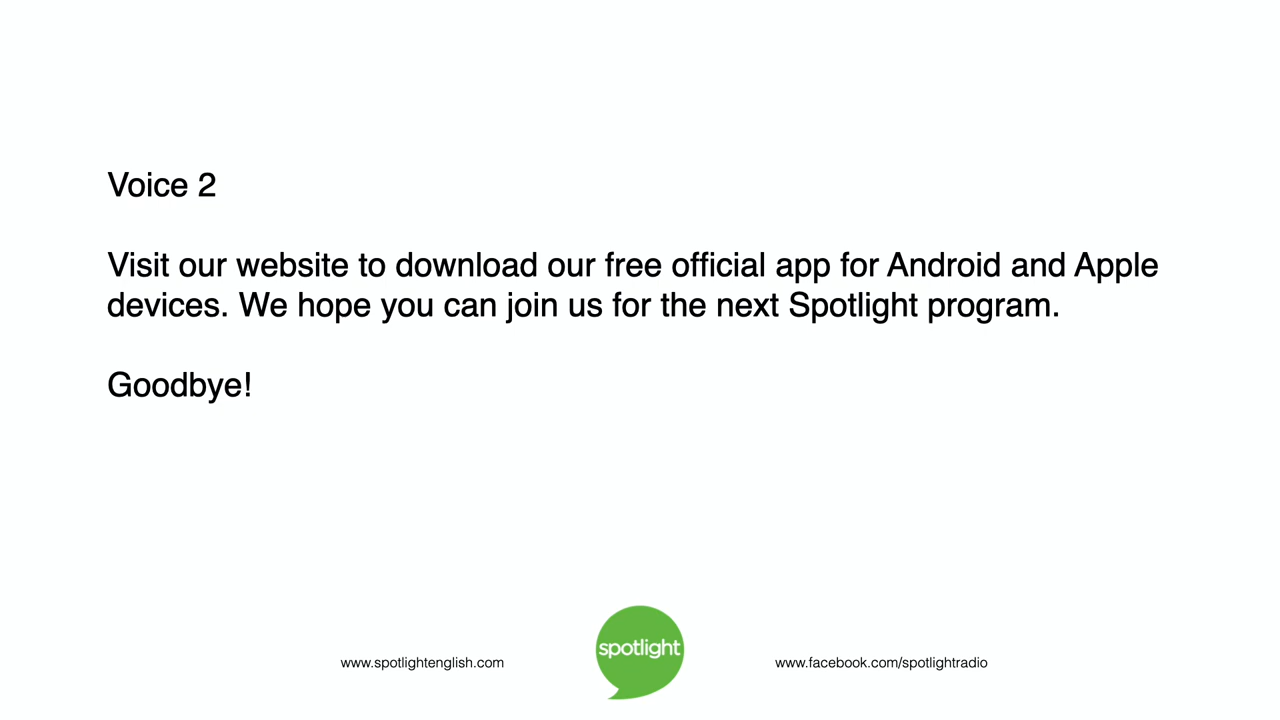 Voice 2
Visit our website to download our free official app for Android and Apple
devices. We hope you can join us for the next Spotlight program.
Goodbye!
www.spotlightenglish.com
spotlight
www.facebook.com/spotlightradio